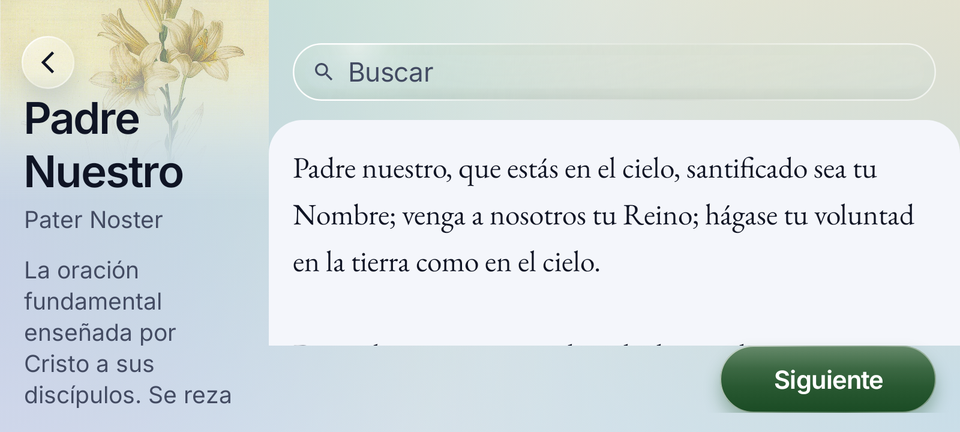 Padre
Nuestro
Pater Noster
La oración
fundamental
enseñada por
Cristo a sus
discípulos. Se reza
Buscar
Padre nuestro, que estás en el cielo, santificado sea tu
Nombre; venga a nosotros tu Reino; hágase tu voluntad
en la tierra como en el cielo.
Siguiente